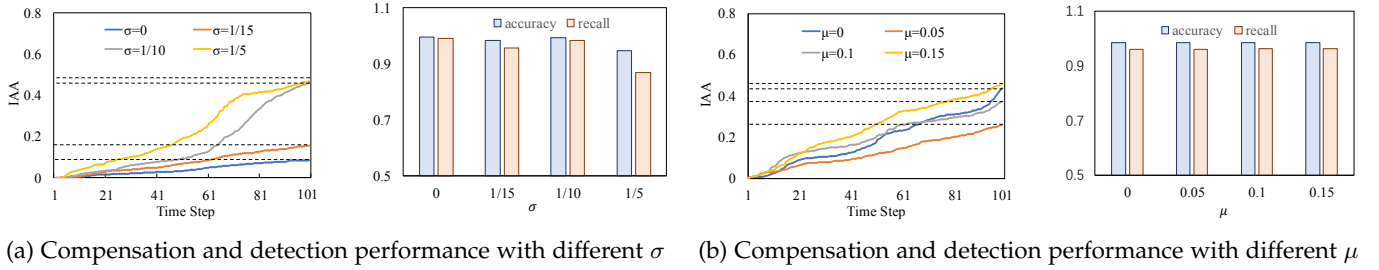 0.8
0.6
0.4
0.2
0
IAA
σ=0
σ=1/15
σ=1/10
σ=1/5
1
21
41
61
81
101
Time Step
1.1
0.9
0.7
0.5
accuracy
recall
0
1/15
1/10
1/5
σ
0.8
0.6
0.4
0.2
0
IAA
μ=0
μ=0.05
μ=0.1
μ=0.15
1
21
41
61
81
101
Time Step
1.1
0.9
0.7
0.5
accuracy
recall
0
0.05
0.1
0.15
μ
(a) Compensation and detection performance with different σ
(b) Compensation and detection performance with different μ